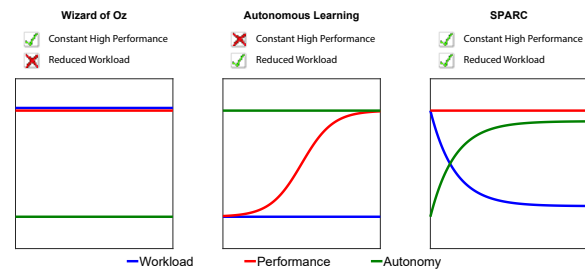 Wizard of Oz
Constant High Performance
Reduced Workload
Autonomous Learning
Constant High Performance
Reduced Workload
SPARC
Constant High Performance
Reduced Workload
Workload
Performance
Autonomy